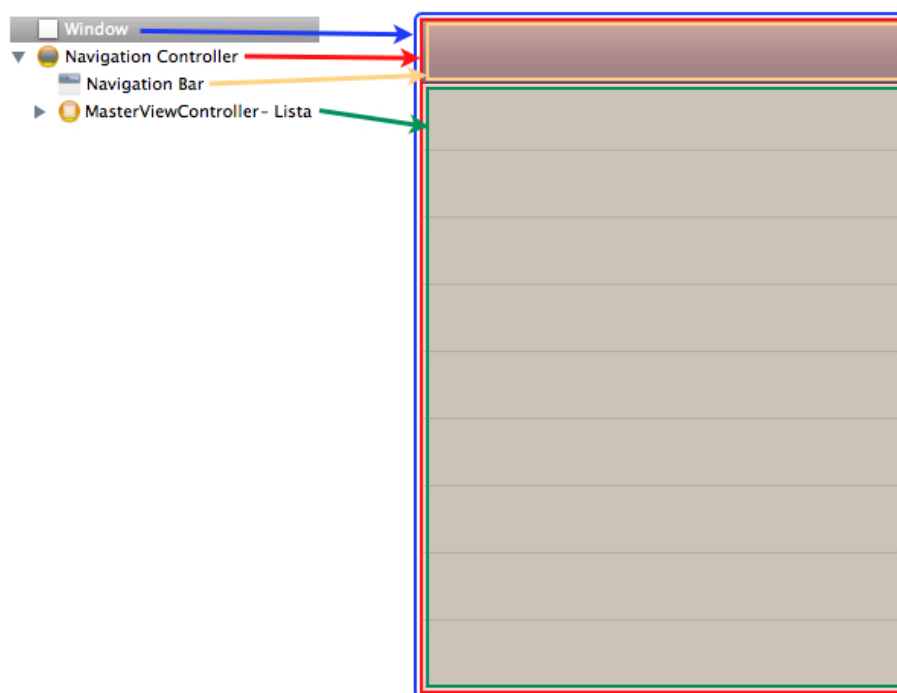 Window
Navigation Controller
Navigation Bar
MasterViewController- Lista